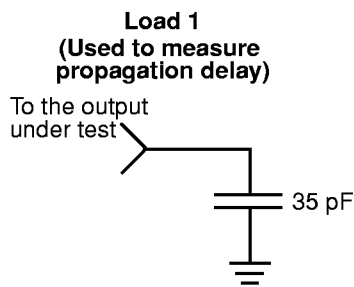 Load 1
(Used to measure
propagation delay)
To the output
under test
35 pF